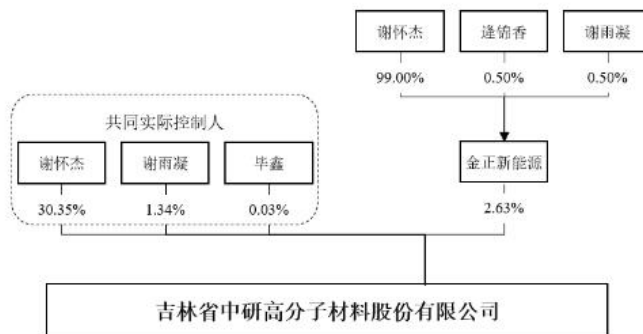 谢怀杰 逄锦香 谢雨凝
99.00% 0.50% 0.50%
共同实际控制人
谢怀杰 谢雨凝 毕鑫 金正新能源
30.35% 1.34% 0.03% 2.63%
吉林省中研高分子材料股份有限公司